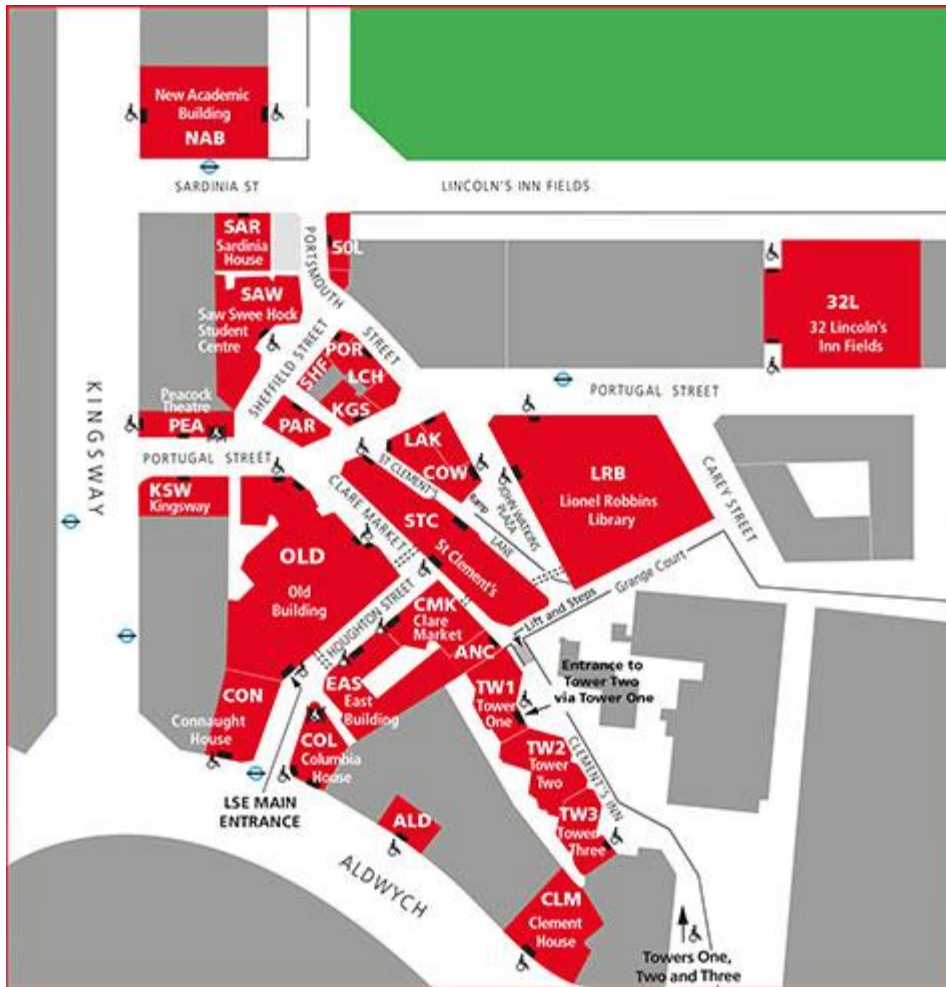 New Academic
Building
NAB
SARDINIA ST
LINCOLN'S INN FIELDS
SAR
Sardinia
House
PORTSMOUTH
STREET
50L
SAW
Saw Swee Hock
Student
Centre
32L
32 Lincoln's
Inn Fields
SHEFFIELD STREET
POR
SHF
LCH
KGS
PORTUGAL STREET
KINGSWAY
Peacock
Theatre
PEA
PAR
PORTUGAL STREET
LAK
COW
ST CLEMENT'S
LANE
Ramp
JOHN WATKINS
PLAZA
LRB
Lionel Robbins
Library
CAREY STREET
KSW
Kingsway
CLARE MARKET
STC
St Clement's
OLD
Old
Building
HOUGHTON STREET
CMK
Clare
Market
Lift and Steps
Grange Court
ANC
Entrance to
Tower Two
via Tower One
EAS
East
Building
TW1
Tower
One
CON
Connaught
House
COL
Columbia
House
TW2
Tower
Two
CLEMENT'S INN
LSE MAIN
ENTRANCE
ALD
TW3
Tower
Three
ALDWYCH
CLM
Clement
House
Towers One,
Two and Three